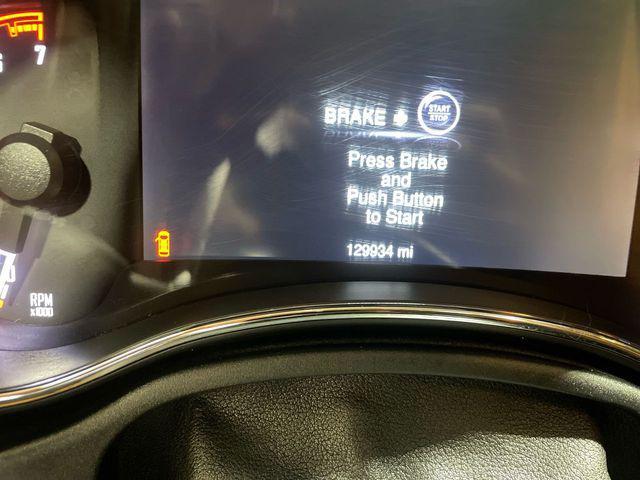 7
BRAKE + START STOP
Press Brake
and
Push Button
to Start
129934 mi
RPM
x1000